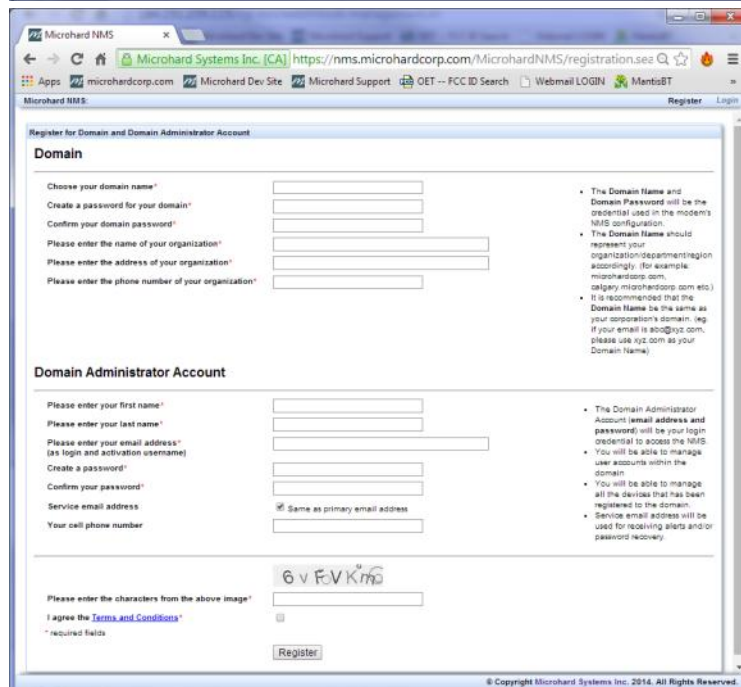 Microhard NMS
Microhard Systems Inc. [CA] https://nms.microhardcorp.com/MicrohardNMS/registration.sea
Apps microhardcorp.com Microhard Dev Site Microhard Support OET -- FCC ID Search Webmail LOGIN MantisBT »
Microhard NMS: Register Login
Register for Domain and Domain Administrator Account
Domain
Choose your domain name*
Create a password for your domain*
Confirm your domain password*
Please enter the name of your organization*
Please enter the address of your organization*
Please enter the phone number of your organization*
• The Domain Name and
Domain Password will be the
credential used in the modem's
NMS configuration.
• The Domain Name should
represent your
organization/department/region
accordingly. (for example:
microhardcorp.com,
calgary.microhardcorp.com etc.)
• It is recommended that the
Domain Name be the same as
your corporation's domain. (eg.
if your email is abc@xyz.com,
please use xyz.com as your
Domain Name)
Domain Administrator Account
Please enter your first name*
Please enter your last name*
Please enter your email address*
(as login and activation username)
Create a password*
Confirm your password*
Service email address Same as primary email address
Your cell phone number
• The Domain Administrator
Account (email address and
password) will be your login
credential to access the NMS.
• You will be able to manage
user accounts within the
domain.
• You will be able to manage
all the devices that has been
registered to the domain.
• Service email address will be
used for receiving alerts and/or
password recovery.
Please enter the characters from the above image*
I agree the Terms and Conditions*
* required fields
Register
© Copyright Microhard Systems Inc. 2014. All Rights Reserved.